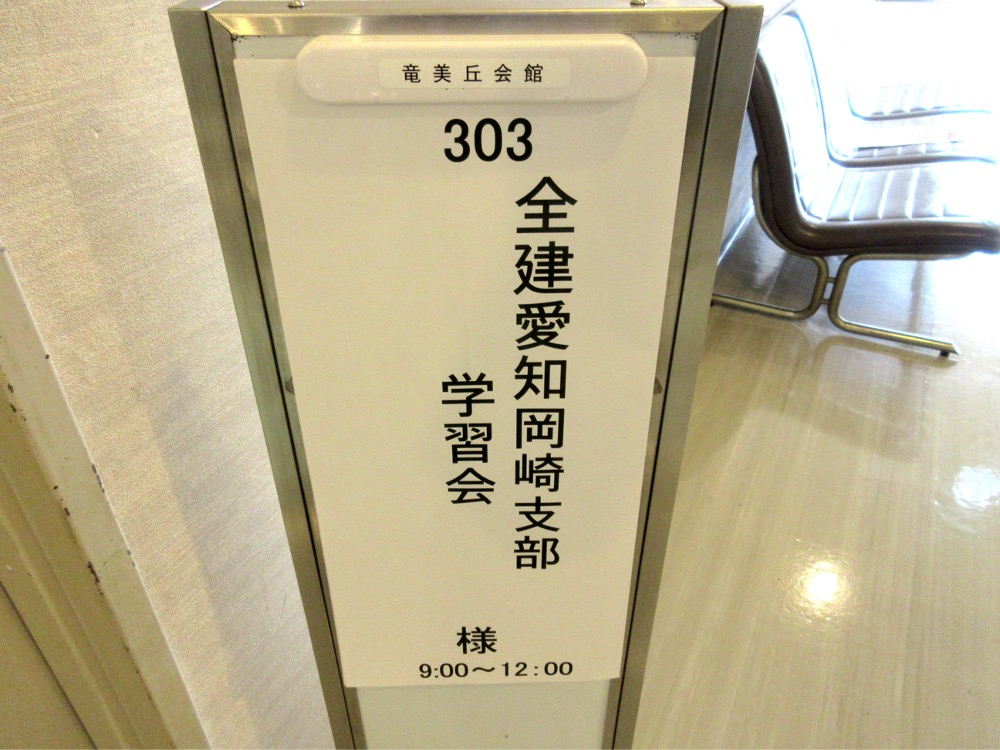 竜美丘会館
303
全建愛知岡崎支部
学習会
様
9:00～12:00